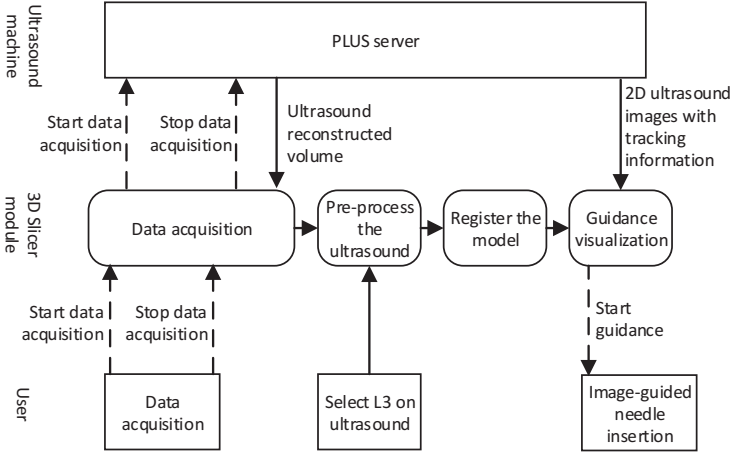 Ultrasound
machine
PLUS server
Start data
acquisition
Stop data
acquisition
Ultrasound
reconstructed
volume
2D ultrasound
images with
tracking
information
3D Slicer
module
Data acquisition
Pre-process
the
ultrasound
Register the
model
Guidance
visualization
Start data
acquisition
Stop data
acquisition
Start
guidance
User
Data
acquisition
Select L3 on
ultrasound
Image-guided
needle
insertion